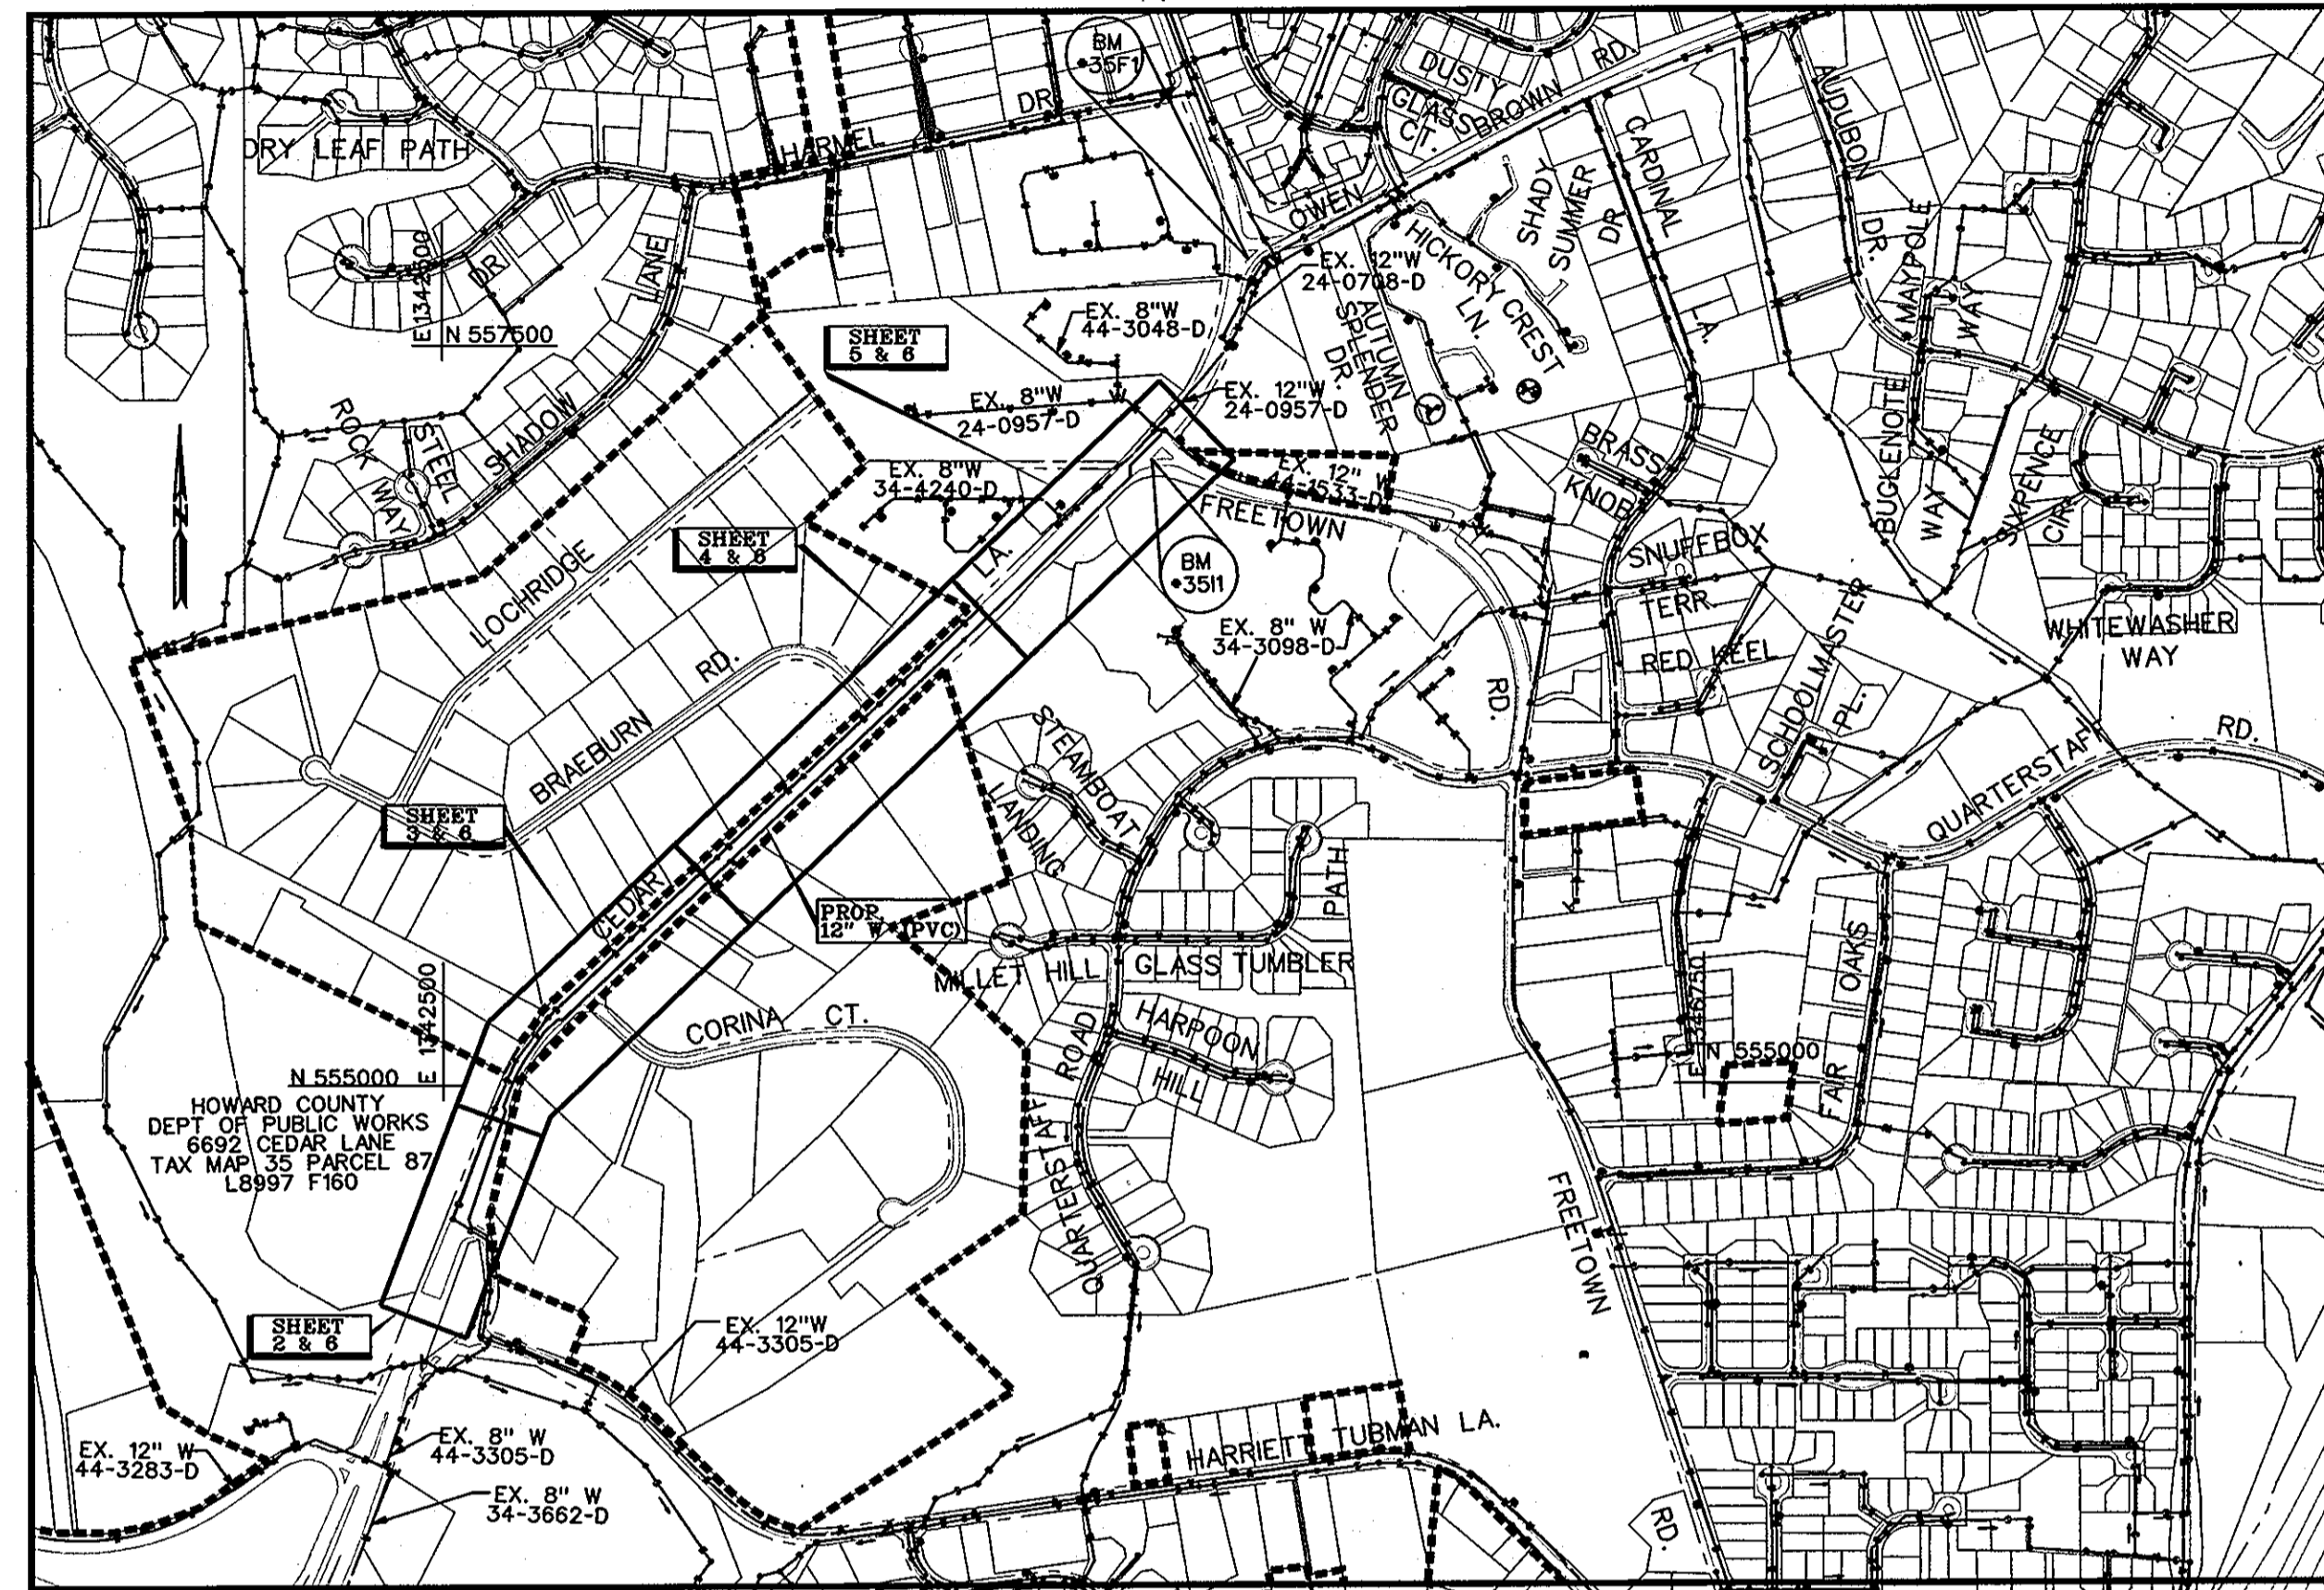 BM
35F1
DUSTY
GLASS
CT.
BROWN
RD.
OWEN
HARMEL
DR
DRY LEAF PATH
CARDINAL
LA.
AUDUBON
DR.
SHADY
SUMMER
DR
HICKORY CREST
LN.
AUTUMN
SPLENDER
DR.
MAYPOLE
WAY
BUGLENOTE
WAY
SIXPENCE
CIR.
EX. 12"W
24-0708-D
EX. 8"W
44-3048-D
SHEET
5 & 6
EX. 8"W
24-0957-D
EX. 12"W
24-0957-D
N 557500
DR
LANE
SHADOW
ROCK
WAY
STEEL
N
EX. 8"W
34-4240-D
SHEET
4 & 6
LA.
EX. 12" W
44-1533-D
FREETOWN
RD.
BM
35I1
BRASS
KNOB
SNUFFBOX
TERR
RED KEEL
SCHOOLMASTER
PL.
WHITEWASHER
WAY
EX. 8" W
34-3098-D
LOCHRIDGE
BRAEBURN
RD.
SHEET
3 & 6
STEAMBOAT
LANDING
QUARTERSTAFF
RD.
CEDAR
PROP.
12" W (PVC)
PATH
MILLET HILL
GLASS TUMBLER
HARPOON
HILL
QUARTERSTAFF
ROAD
CORINA
CT.
FAIR
OAKS
N 555000
E 1342500
N 555000
HOWARD COUNTY
DEPT OF PUBLIC WORKS
6692 CEDAR LANE
TAX MAP 35 PARCEL 87
L8997 F160
SHEET
2 & 6
EX. 12"W
44-3305-D
FREETOWN
RD.
HARRIETT TUBMAN LA.
EX. 12" W
44-3283-D
EX. 8" W
44-3305-D
EX. 8" W
34-3662-D